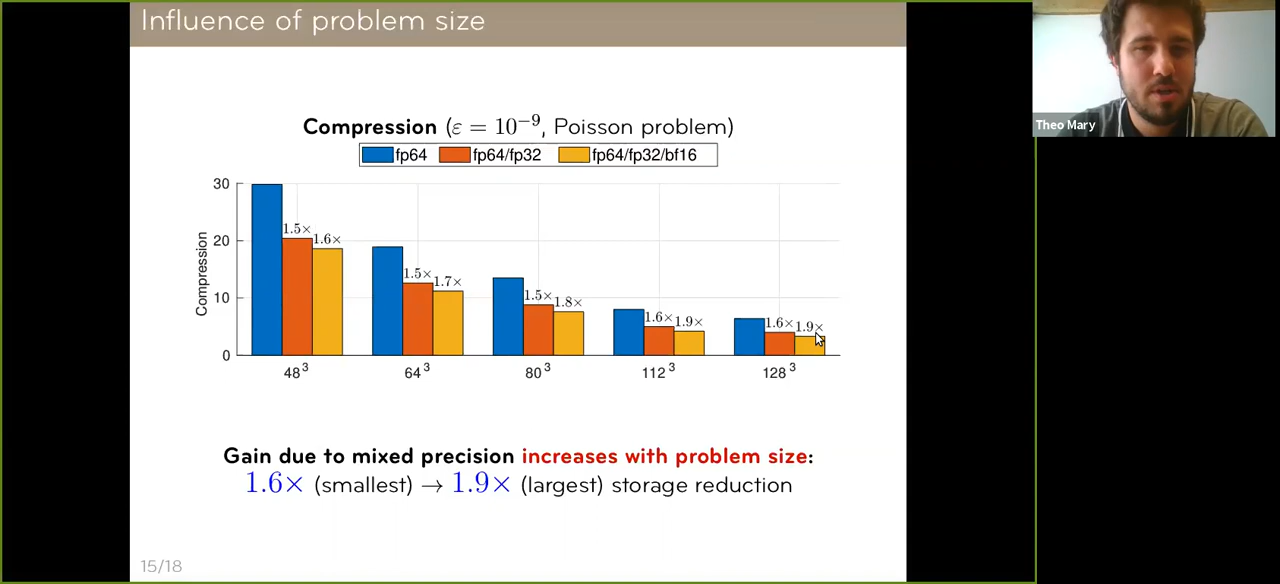 Influence of problem size
Compression (ε = 10⁻⁹, Poisson problem)
fp64 fp64/fp32 fp64/fp32/bf16
Compression
30
20
10
0
1.5× 1.6×
1.5× 1.7×
1.5× 1.8×
1.6× 1.9×
1.6× 1.9×
48³ 64³ 80³ 112³ 128³
Gain due to mixed precision increases with problem size:
1.6× (smallest) → 1.9× (largest) storage reduction
15/18
Theo Mary